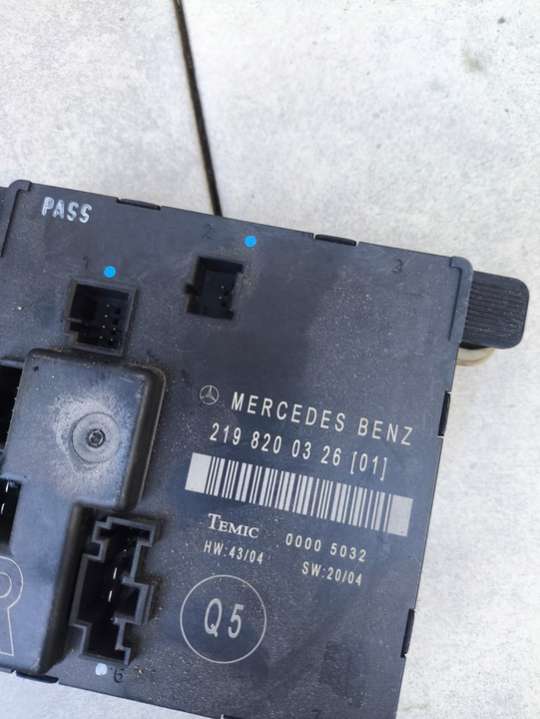 PASS
1
2
3
MERCEDES BENZ
219 820 03 26 [01]
TEMIC 0000 5032
HW:43/04 SW:20/04
Q5
R
6
7